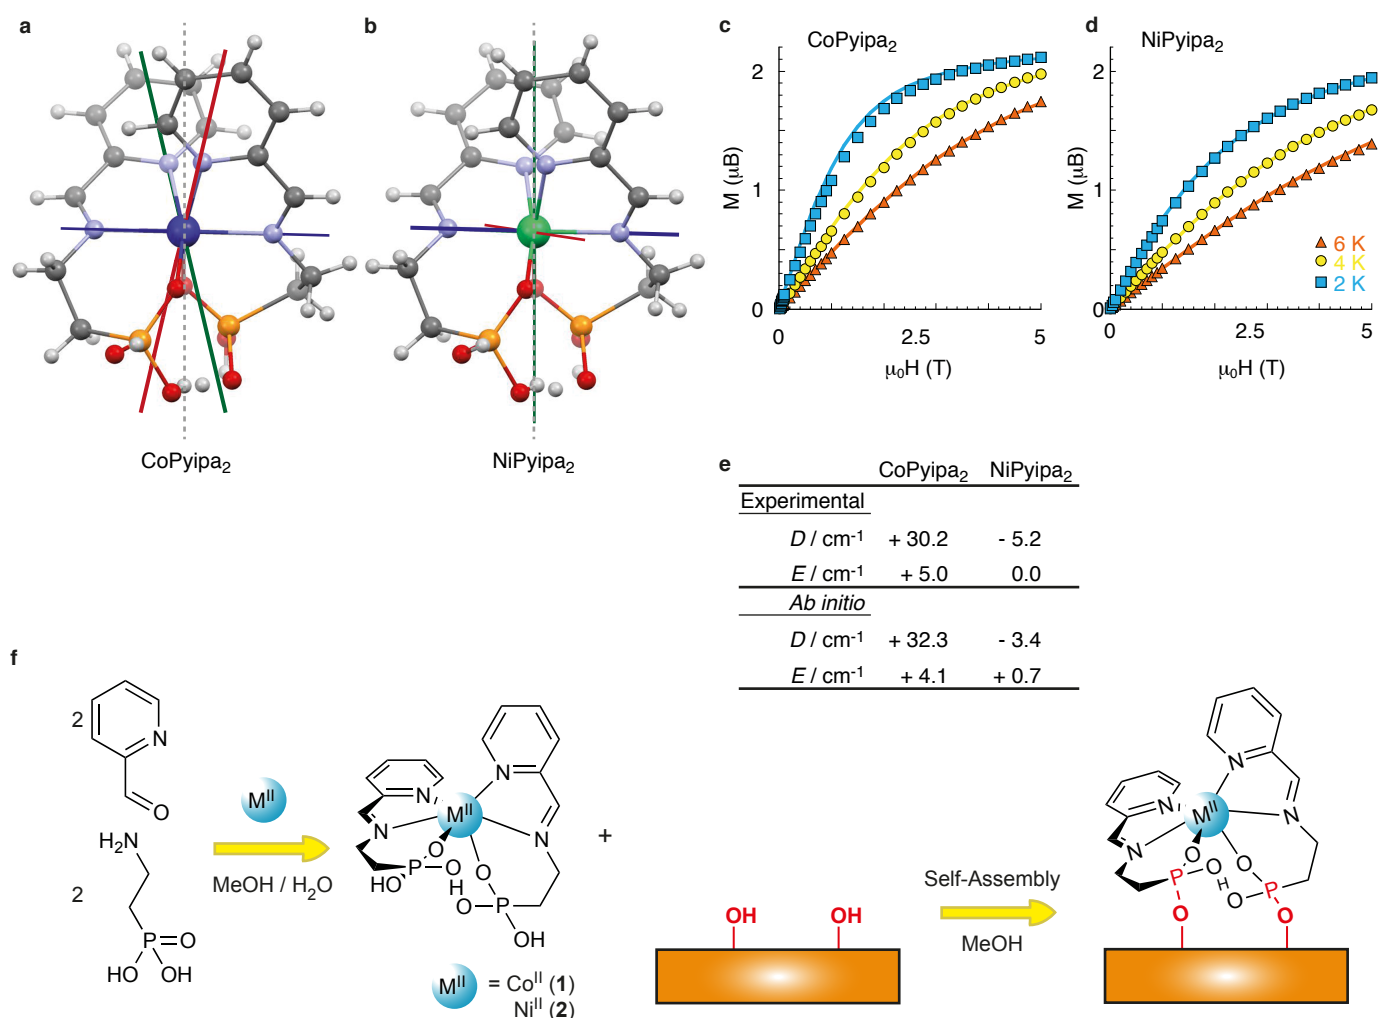 a
b
CoPyipa2
NiPyipa2
c
CoPyipa2
M (μB)
2
1
0
0
2.5
5
μ0H (T)
d
NiPyipa2
M (μB)
2
1
0
0
2.5
5
μ0H (T)
6 K
4 K
2 K
e
CoPyipa2 NiPyipa2
Experimental
D / cm-1 + 30.2 - 5.2
E / cm-1 + 5.0 0.0
Ab initio
D / cm-1 + 32.3 - 3.4
E / cm-1 + 4.1 + 0.7
f
2
N
O
H2N
2
P=O
HO OH
MII
MeOH / H2O
N
N
MII
N
N
O
O
P
O
HO
H
O
P
OH
MII = CoII (1)
NiII (2)
+
OH OH
Self-Assembly
MeOH
N
N
MII
N
N
O
O
P
O
H
O
P
O
O